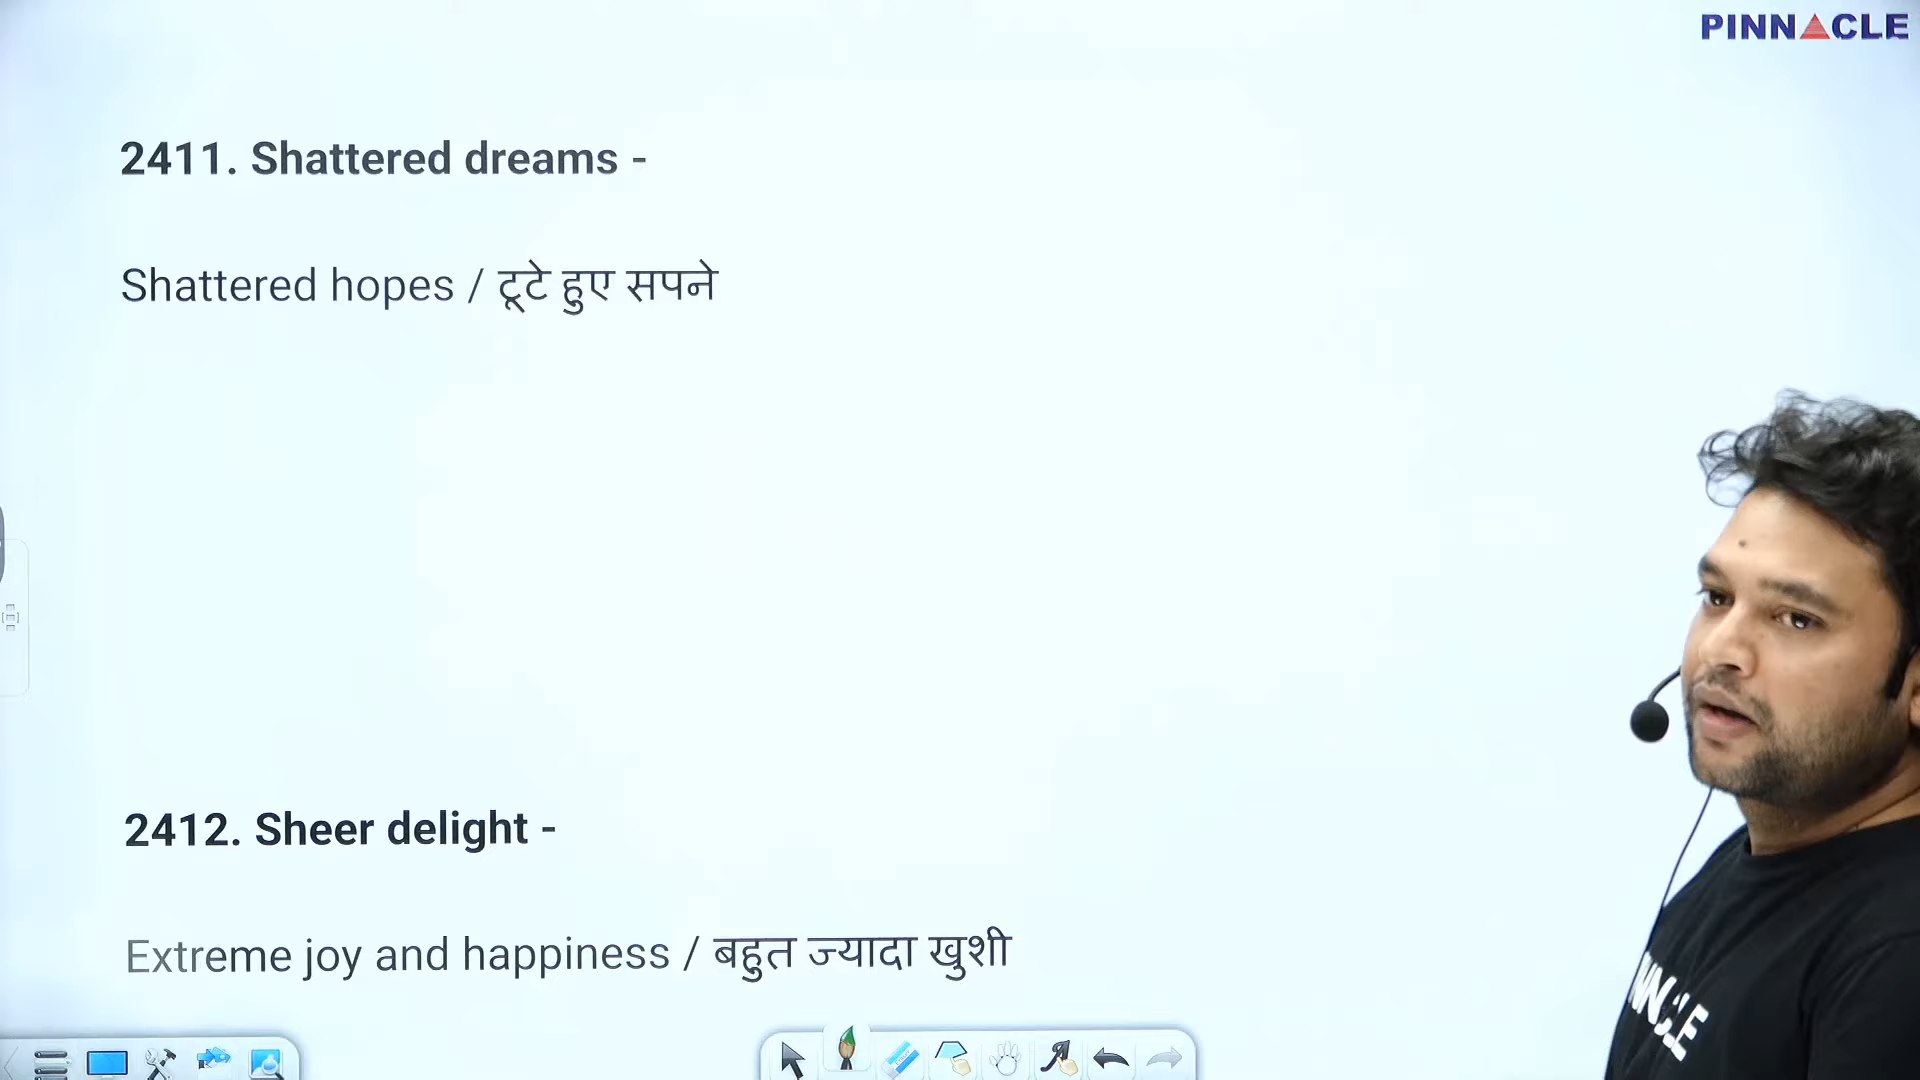 PINNACLE
2411. Shattered dreams -
Shattered hopes / टूटे हुए सपने
2412. Sheer delight -
Extreme joy and happiness / बहुत ज्यादा खुशी